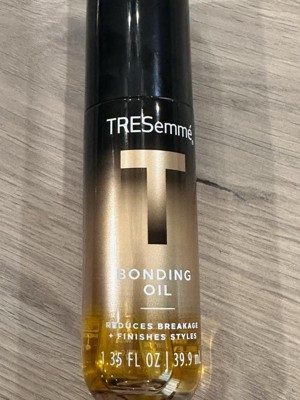 TRESemmé
T
BONDING
OIL
REDUCES BREAKAGE
+ FINISHES STYLES
1.35 FL OZ | 39.9 mL